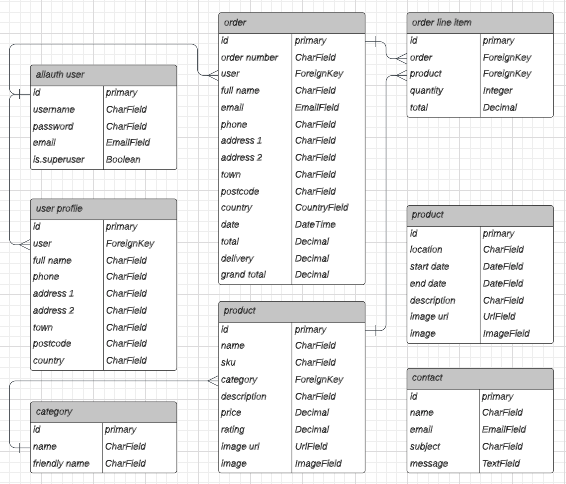 order
id primary
order number CharField
user ForeignKey
full name CharField
email EmailField
phone CharField
address 1 CharField
address 2 CharField
town CharField
postcode CharField
country CountryField
date DateTime
total Decimal
delivery Decimal
grand total Decimal
order line item
id primary
order ForeignKey
product ForeignKey
quantity Integer
total Decimal
allauth user
id primary
username CharField
password CharField
email EmailField
is.superuser Boolean
user profile
id primary
user ForeignKey
full name CharField
phone CharField
address 1 CharField
address 2 CharField
town CharField
postcode CharField
country CharField
product
id primary
location CharField
start date DateField
end date DateField
description CharField
image url UrlField
image ImageField
product
id primary
name CharField
sku CharField
category ForeignKey
description CharField
price Decimal
rating Decimal
image url UrlField
image ImageField
contact
id primary
name CharField
email EmailField
subject CharField
message TextField
category
id primary
name CharField
friendly name CharField